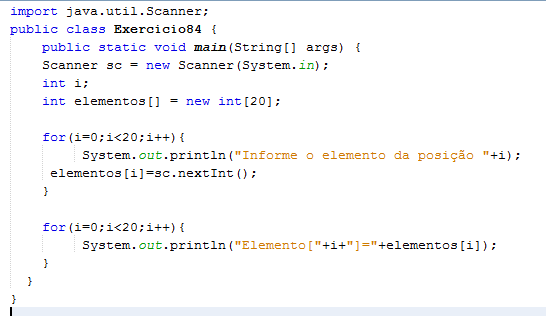 import java.util.Scanner;
public class Exercicio84 {
public static void main(String[] args) {
Scanner sc = new Scanner(System.in);
int i;
int elementos[] = new int[20];
for(i=0;i<20;i++){
System.out.println("Informe o elemento da posição "+i);
elementos[i]=sc.nextInt();
}
for(i=0;i<20;i++){
System.out.println("Elemento["+i+"]="+elementos[i]);
}
}
}